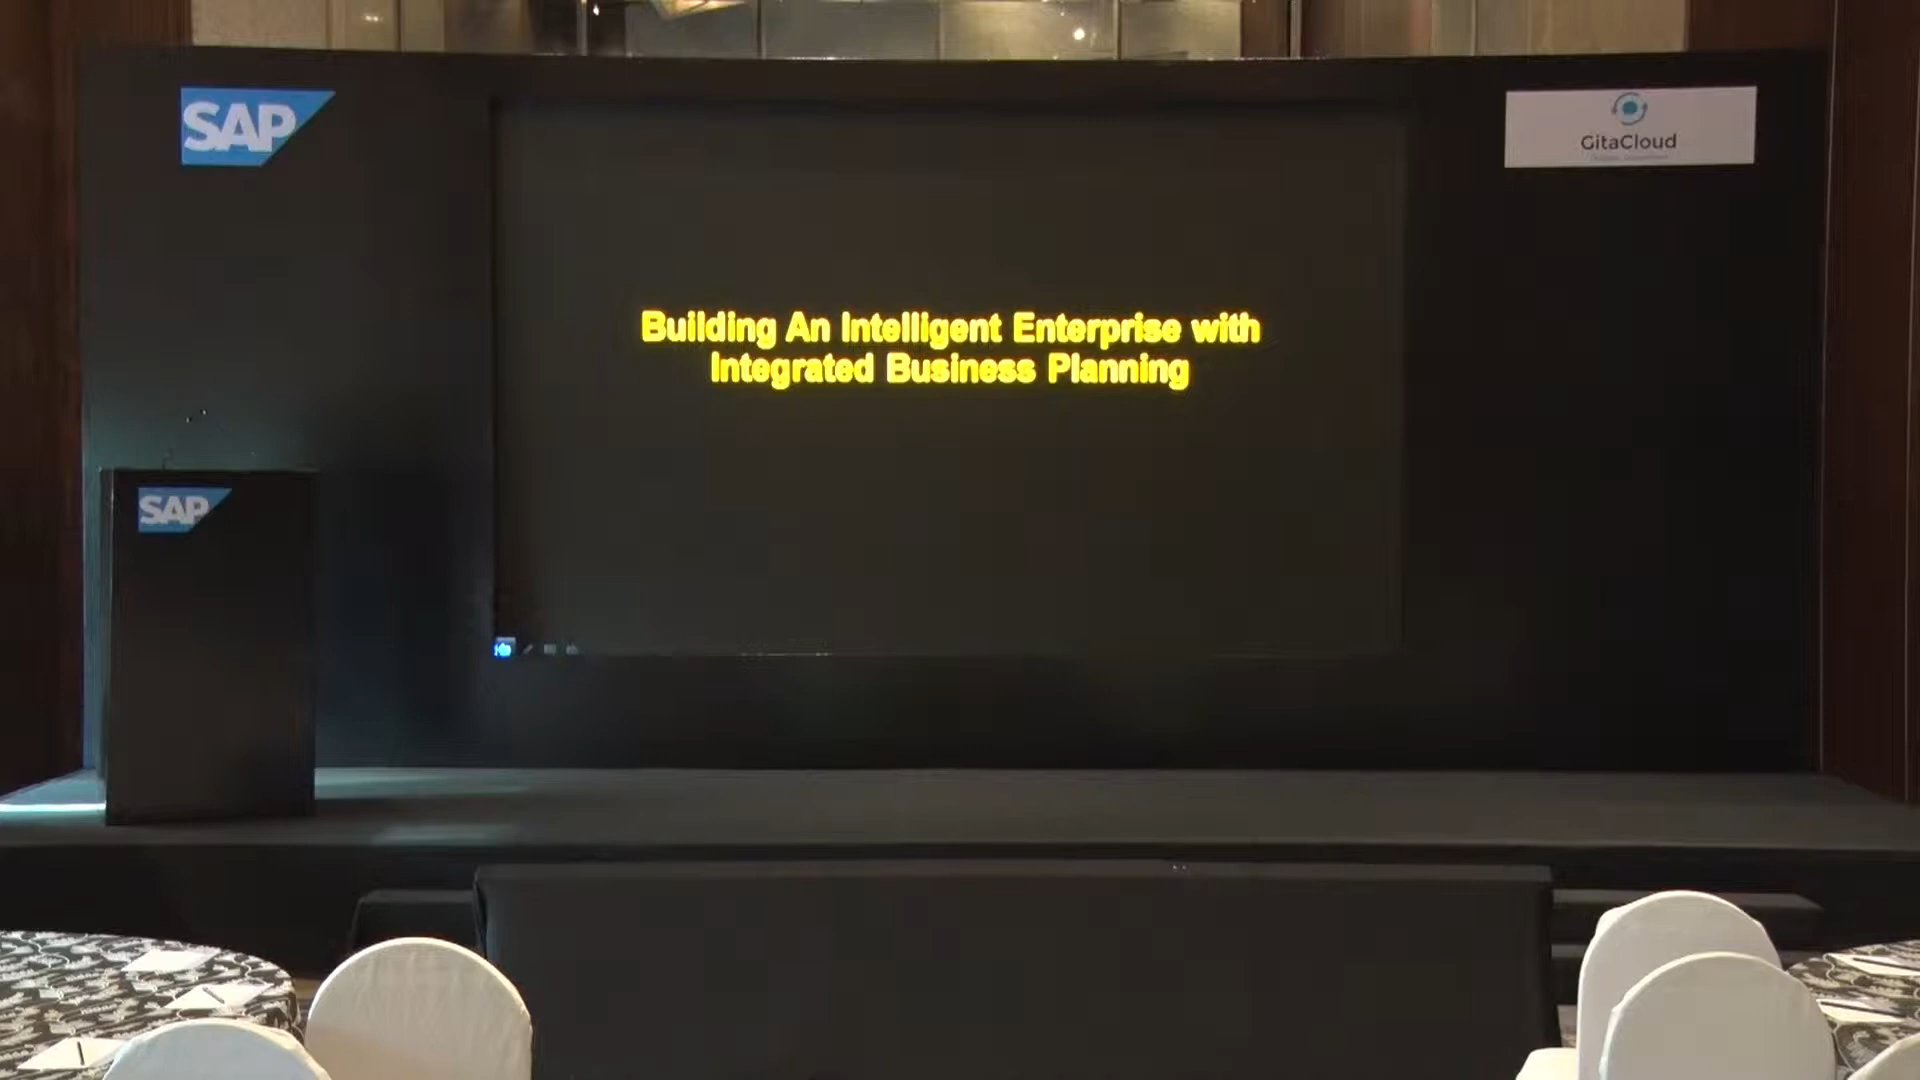 SAP
GitaCloud
Building An Intelligent Enterprise with
Integrated Business Planning
SAP